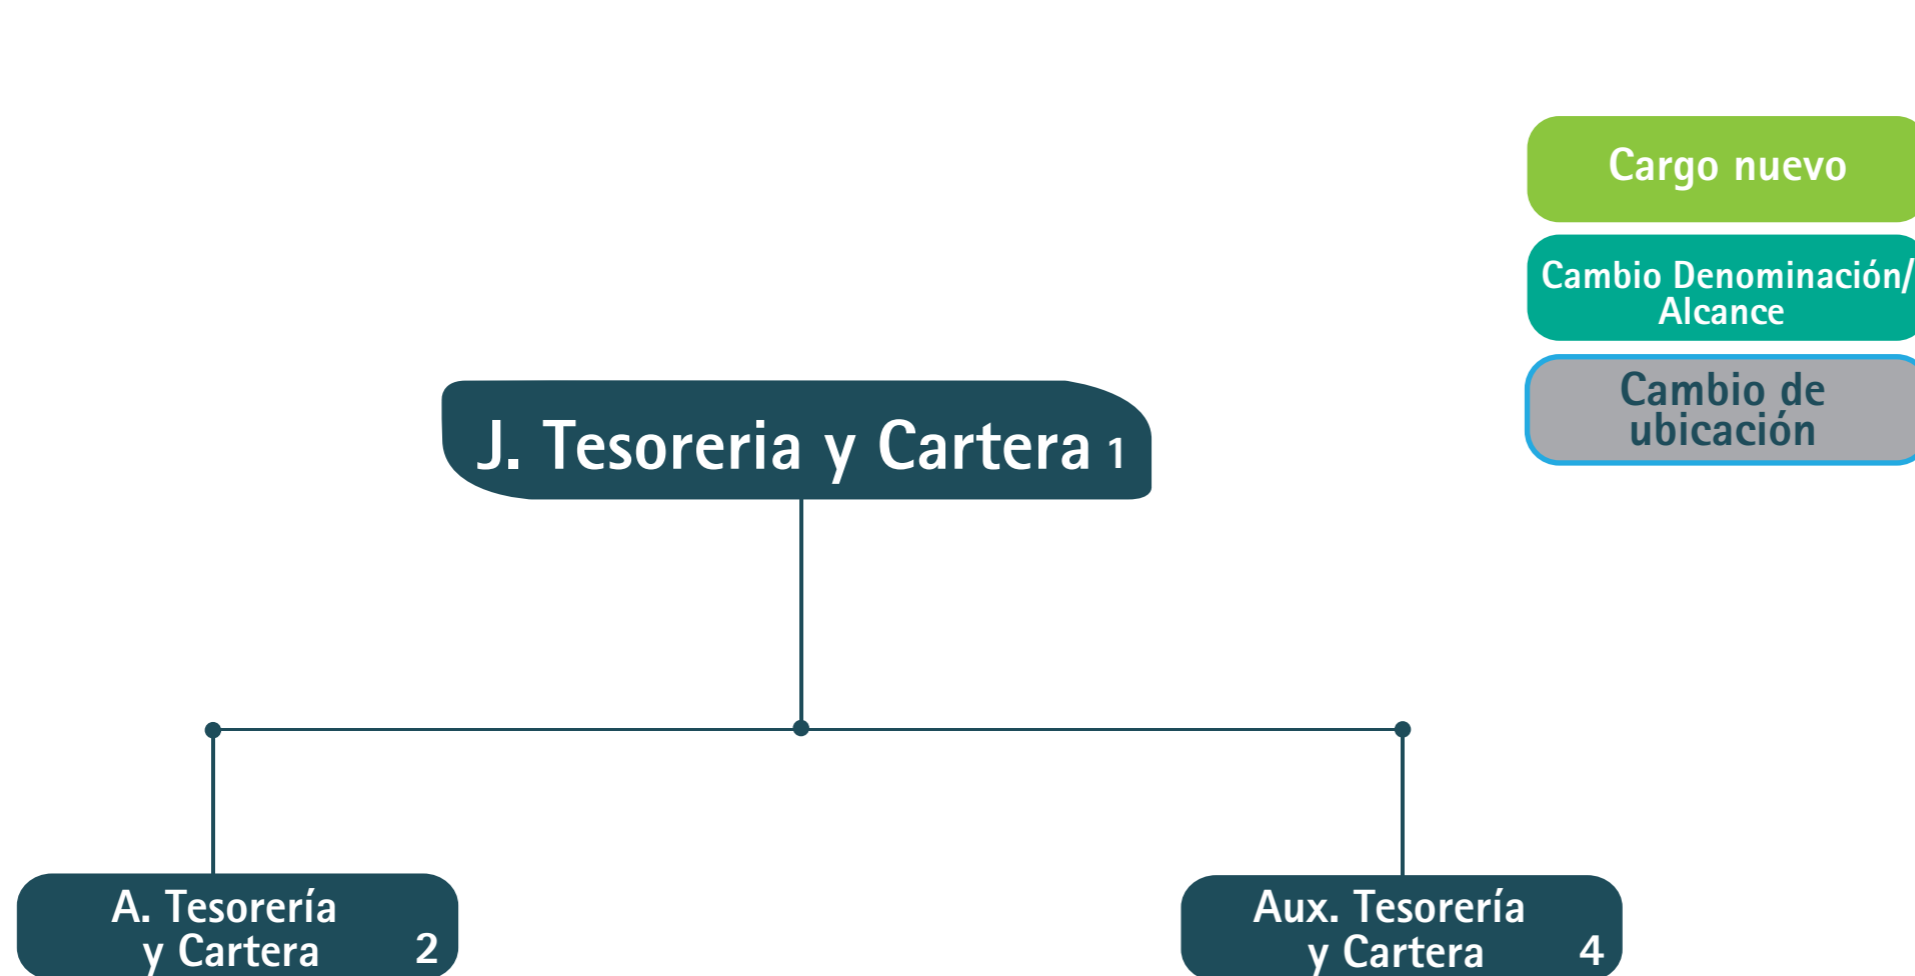 Cargo nuevo
Cambio Denominación/
Alcance
Cambio de
ubicación
J. Tesoreria y Cartera 1
A. Tesorería
y Cartera 2
Aux. Tesorería
y Cartera 4